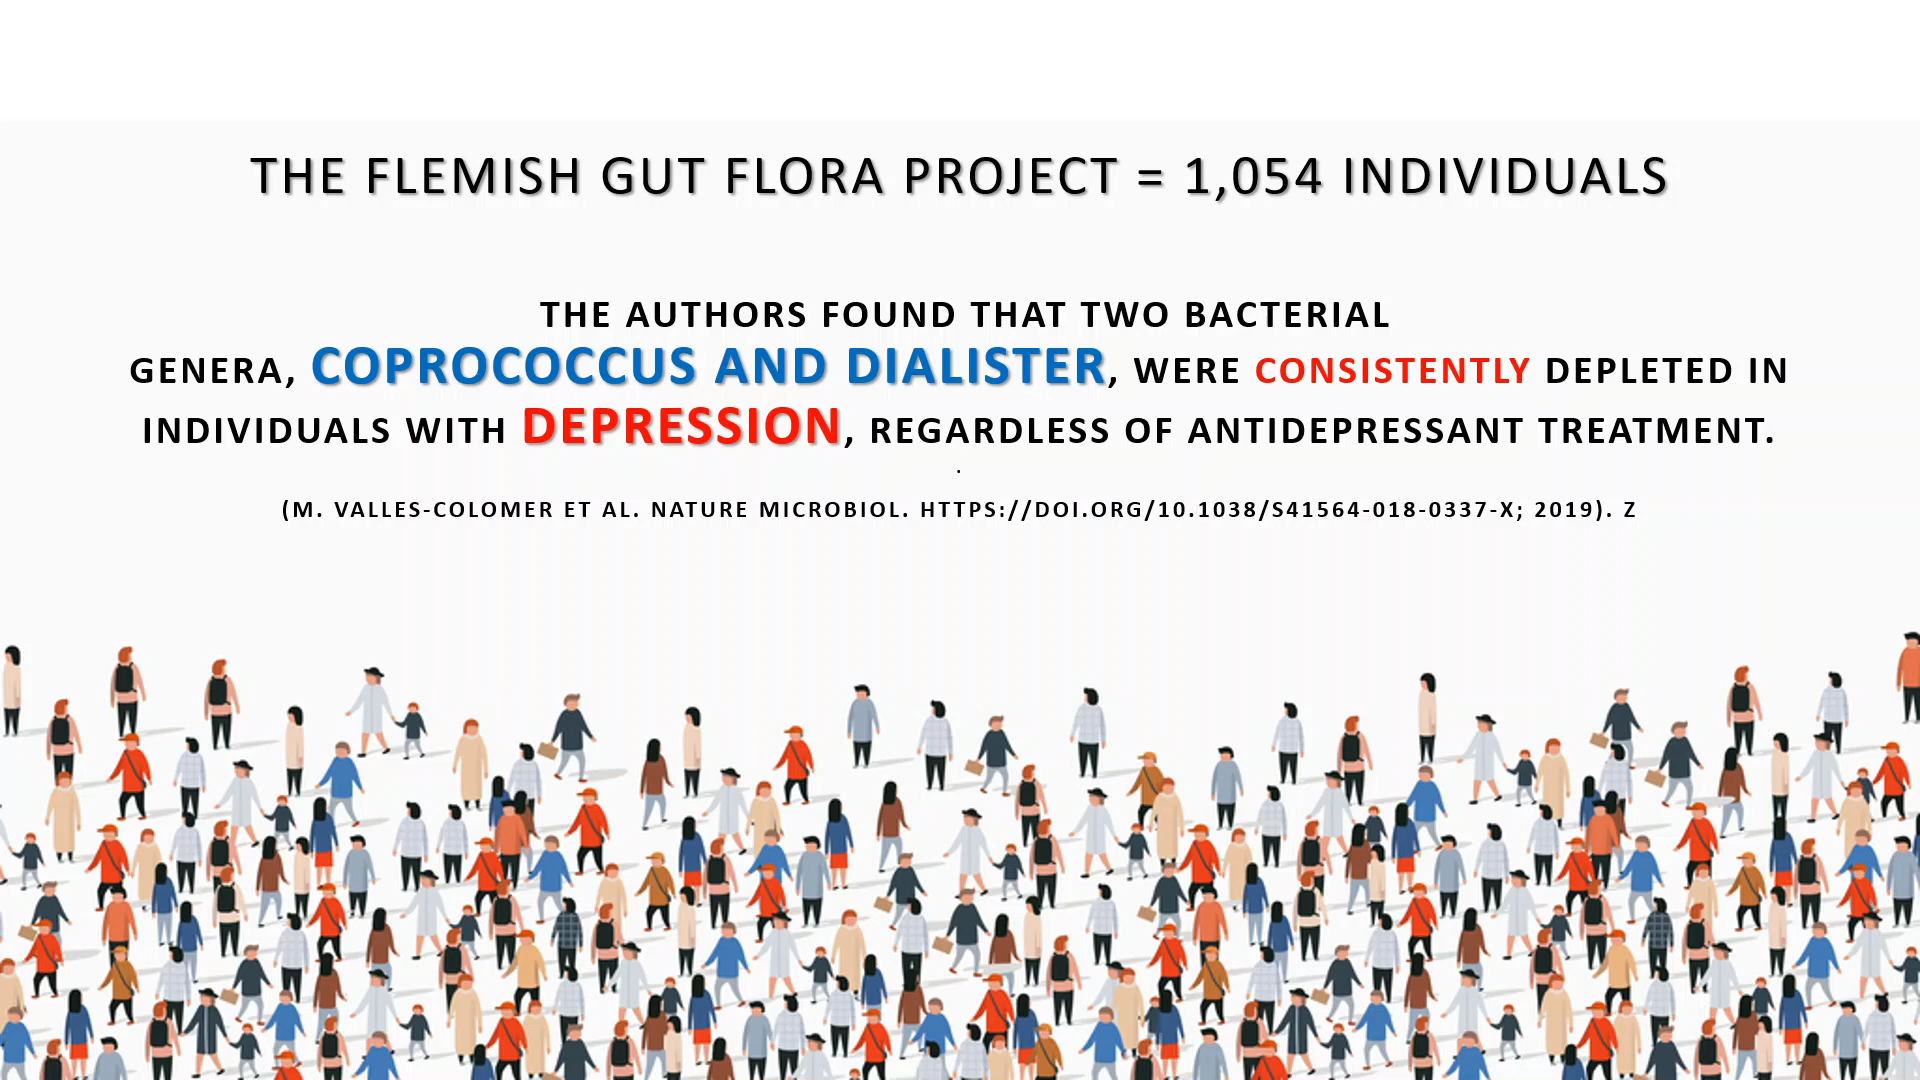 THE FLEMISH GUT FLORA PROJECT = 1,054 INDIVIDUALS
THE AUTHORS FOUND THAT TWO BACTERIAL
GENERA, COPROCOCCUS AND DIALISTER, WERE CONSISTENTLY DEPLETED IN
INDIVIDUALS WITH DEPRESSION, REGARDLESS OF ANTIDEPRESSANT TREATMENT.
.
(M. VALLES-COLOMER ET AL. NATURE MICROBIOL. HTTPS://DOI.ORG/10.1038/S41564-018-0337-X; 2019). Z